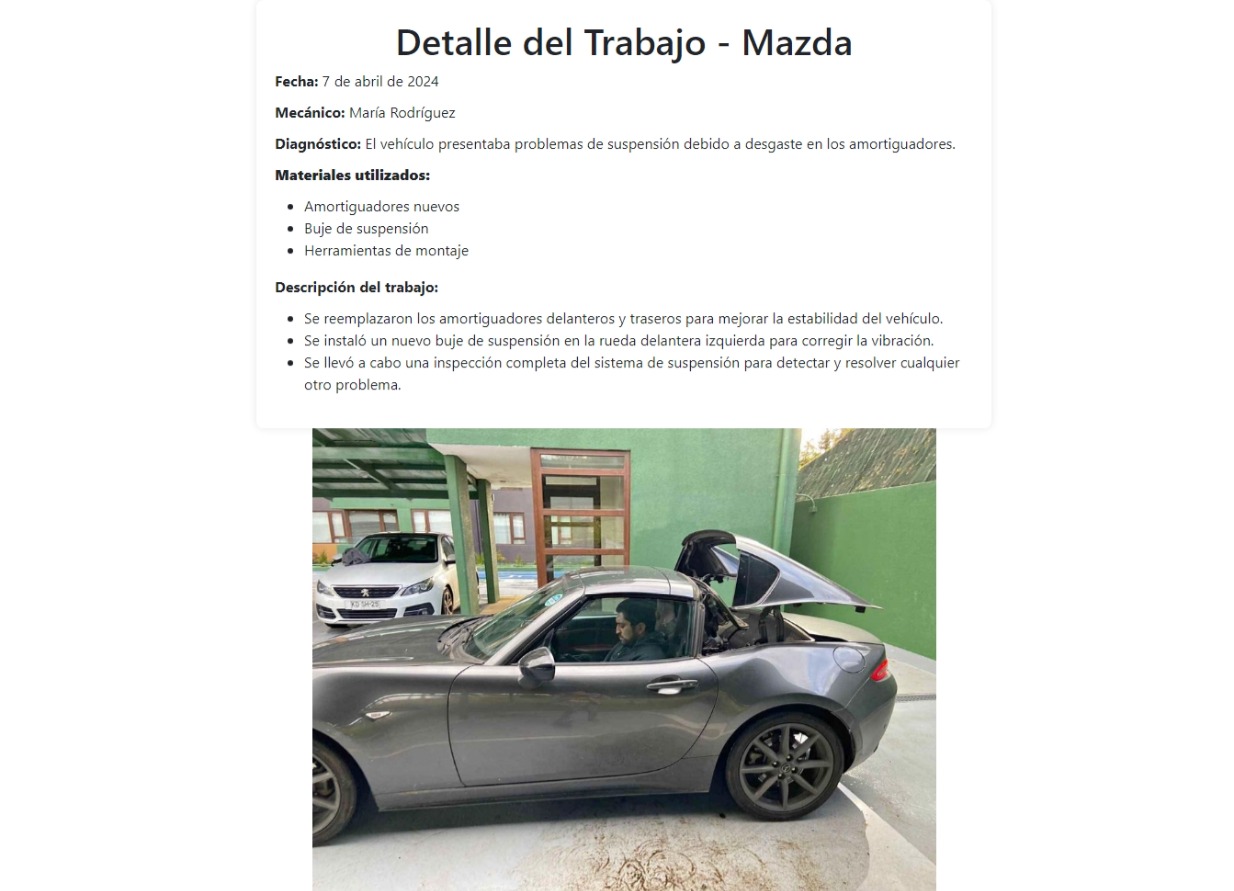 Detalle del Trabajo - Mazda
Fecha: 7 de abril de 2024
Mecánico: María Rodríguez
Diagnóstico: El vehículo presentaba problemas de suspensión debido a desgaste en los amortiguadores.
Materiales utilizados:
Amortiguadores nuevos
Buje de suspensión
Herramientas de montaje
Descripción del trabajo:
Se reemplazaron los amortiguadores delanteros y traseros para mejorar la estabilidad del vehículo.
Se instaló un nuevo buje de suspensión en la rueda delantera izquierda para corregir la vibración.
Se llevó a cabo una inspección completa del sistema de suspensión para detectar y resolver cualquier
otro problema.